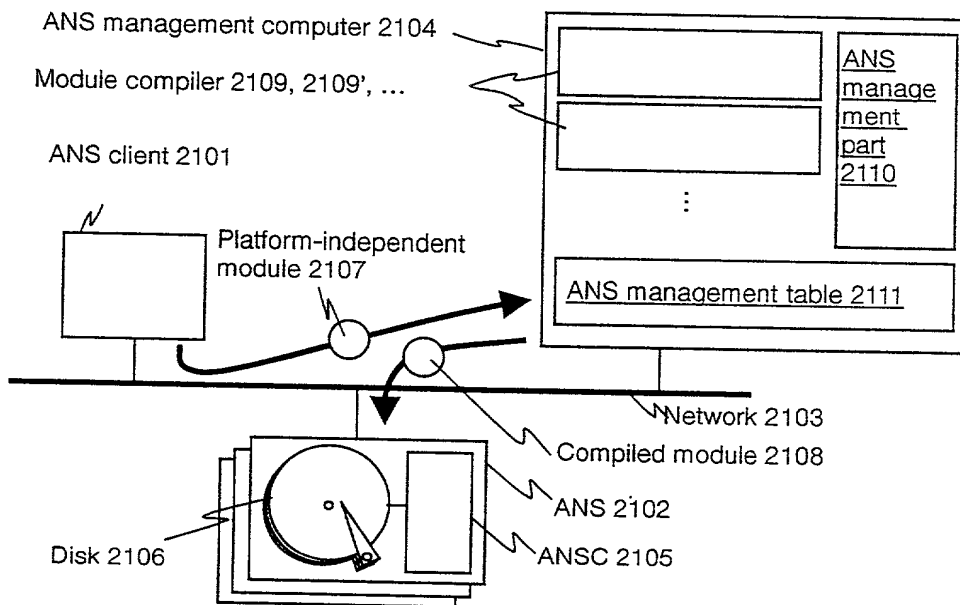 ANS management computer 2104
Module compiler 2109, 2109', ...
ANS client 2101
ANS
manage
ment
part
2110
⋮
Platform-independent
module 2107
ANS management table 2111
Network 2103
Compiled module 2108
ANS 2102
ANSC 2105
Disk 2106